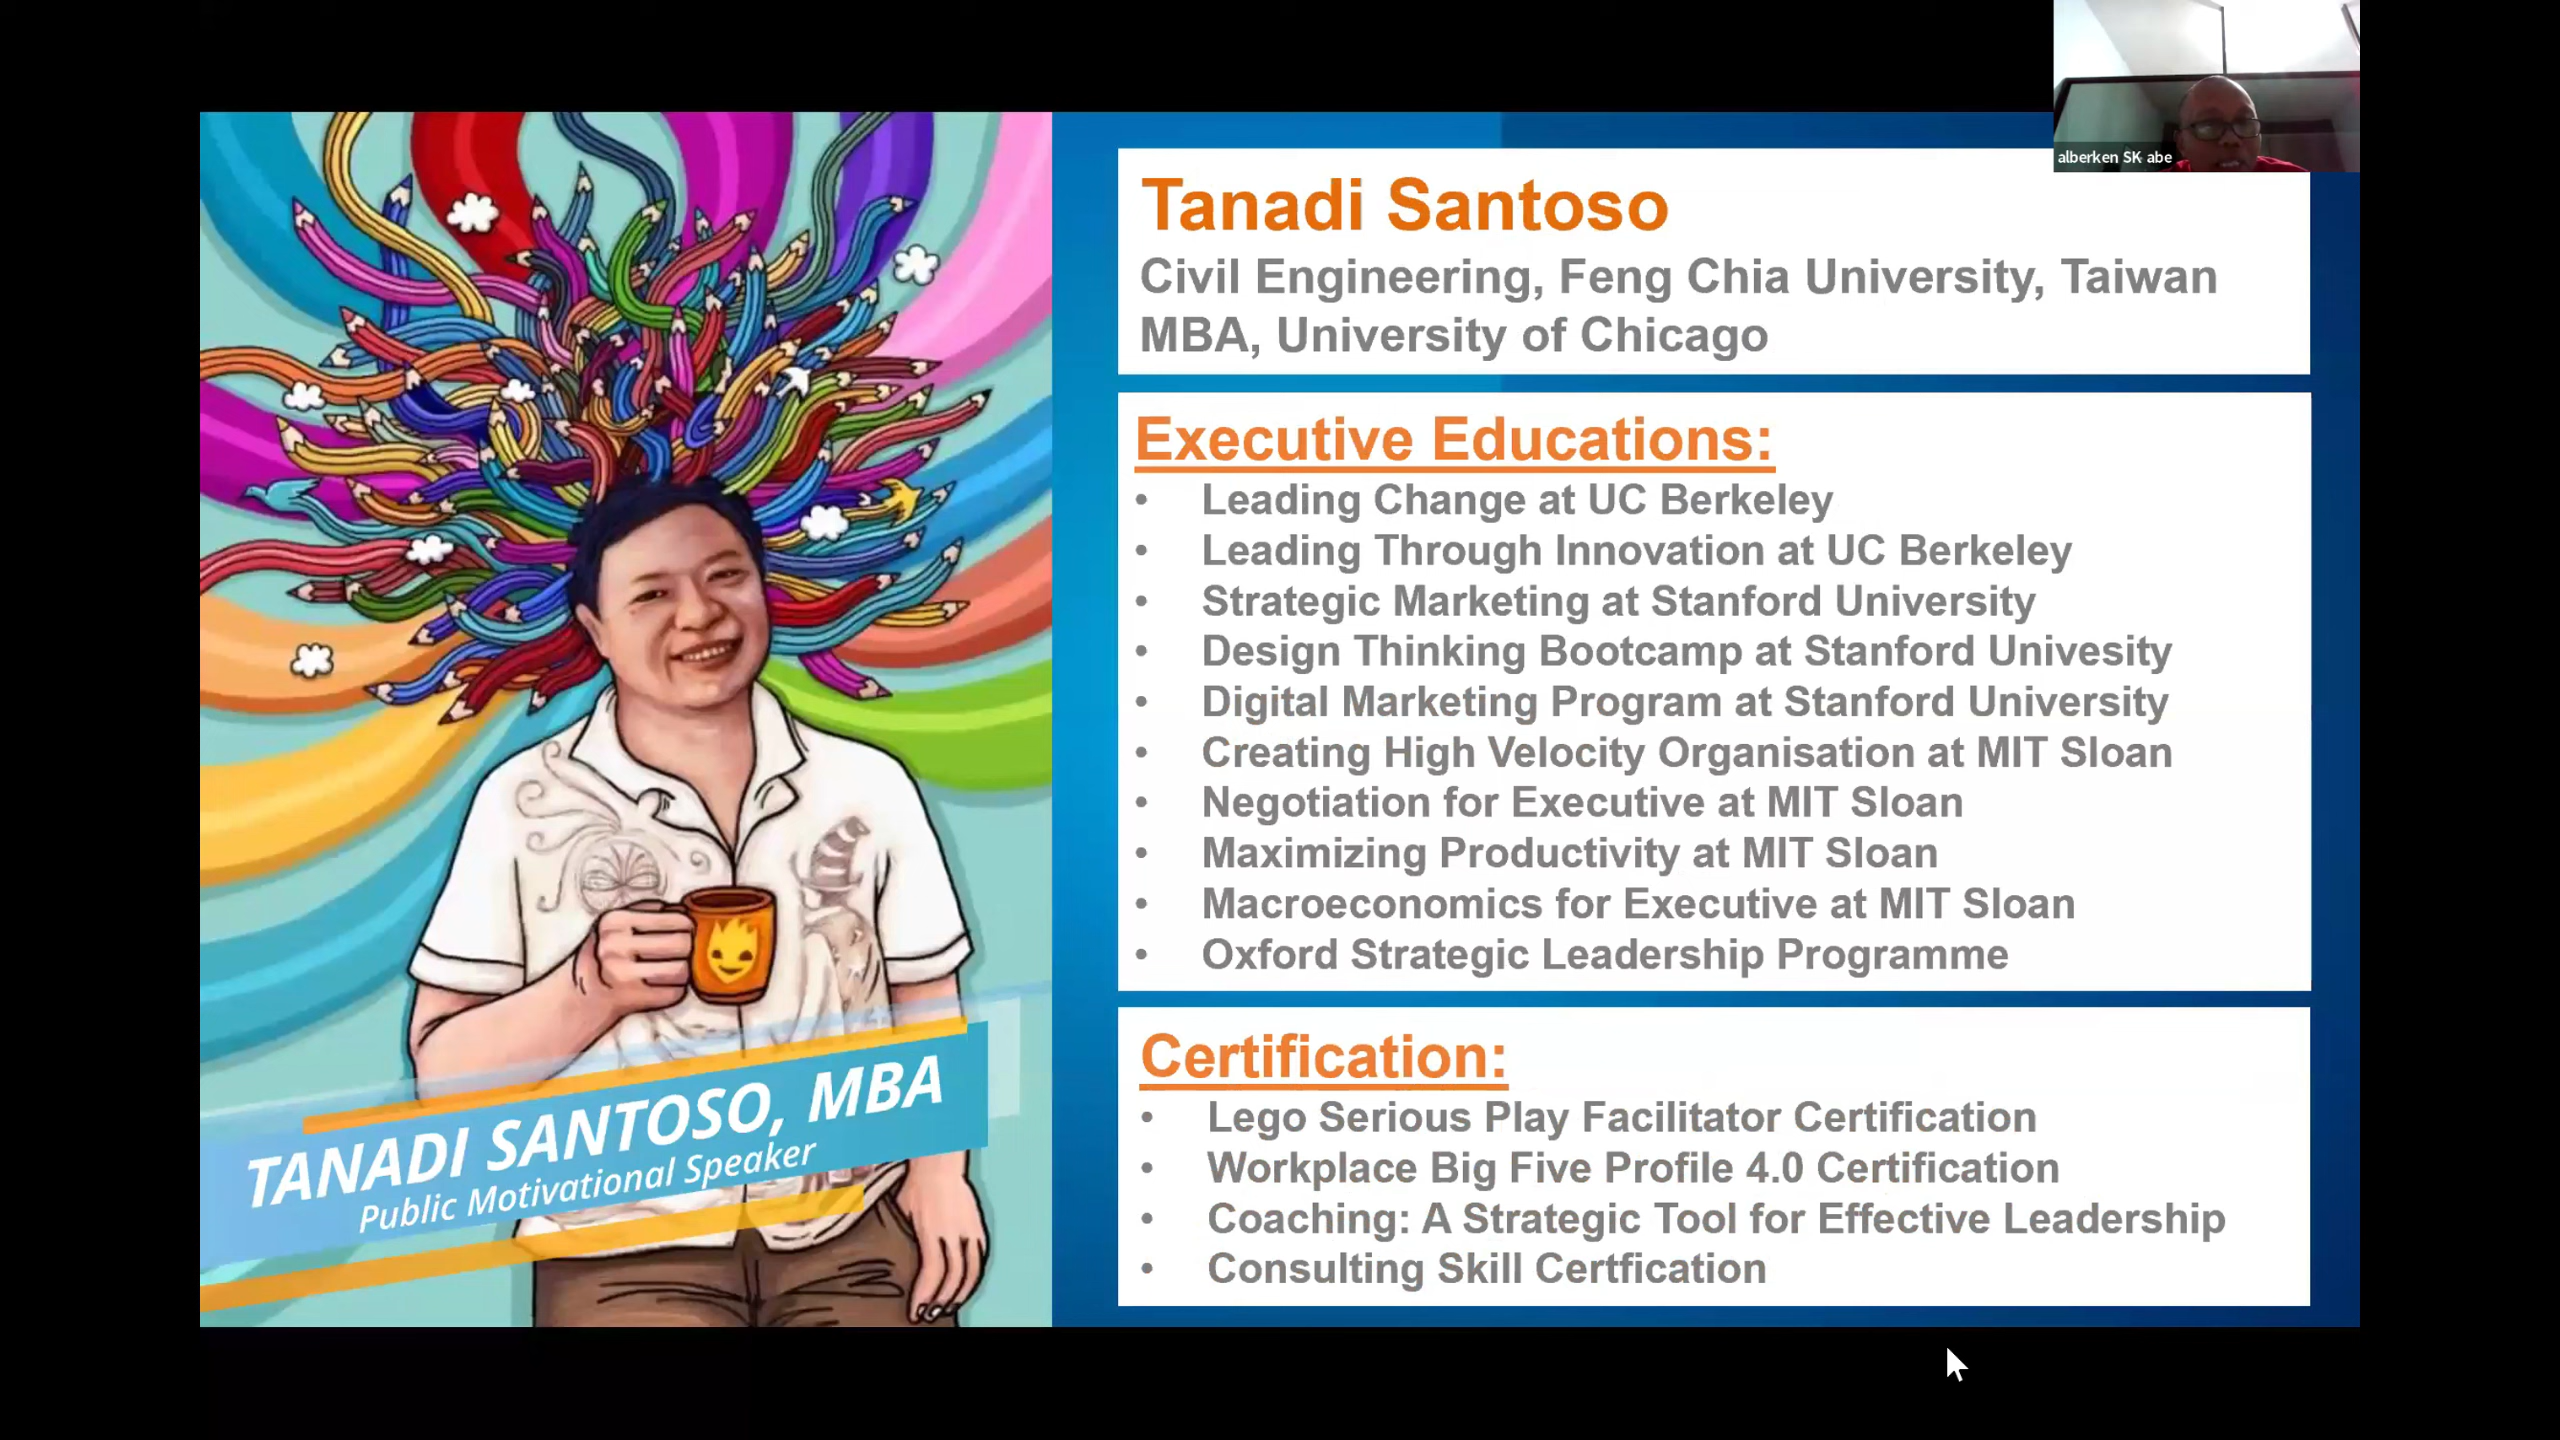 alberken SK abe
Tanadi Santoso
Civil Engineering, Feng Chia University, Taiwan
MBA, University of Chicago
Executive Educations:
• Leading Change at UC Berkeley
• Leading Through Innovation at UC Berkeley
• Strategic Marketing at Stanford University
• Design Thinking Bootcamp at Stanford Univesity
• Digital Marketing Program at Stanford University
• Creating High Velocity Organisation at MIT Sloan
• Negotiation for Executive at MIT Sloan
• Maximizing Productivity at MIT Sloan
• Macroeconomics for Executive at MIT Sloan
• Oxford Strategic Leadership Programme
Certification:
• Lego Serious Play Facilitator Certification
• Workplace Big Five Profile 4.0 Certification
• Coaching: A Strategic Tool for Effective Leadership
• Consulting Skill Certfication
TANADI SANTOSO, MBA
Public Motivational Speaker